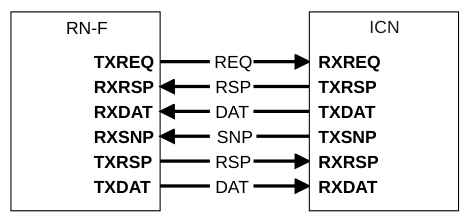 RN-F ICN
TXREQ REQ RXREQ
RXRSP RSP TXRSP
RXDAT DAT TXDAT
RXSNP SNP TXSNP
TXRSP RSP RXRSP
TXDAT DAT RXDAT